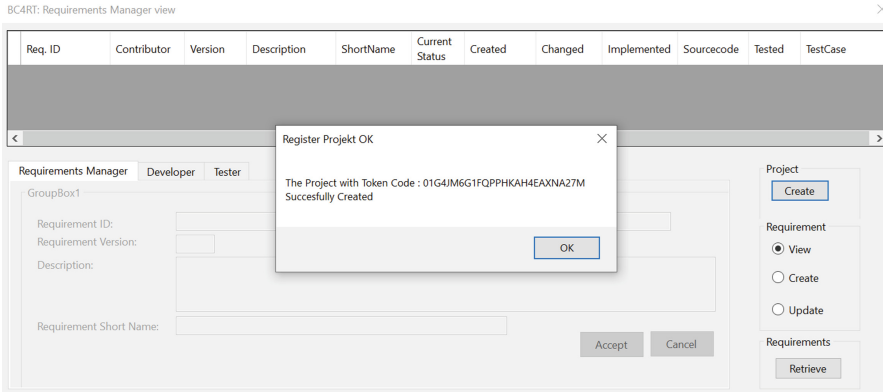 BC4RT: Requirements Manager view
Req. ID Contributor Version Description ShortName Current Status Created Changed Implemented Sourcecode Tested TestCase
Register Projekt OK
The Project with Token Code : 01G4JM6G1FQPPHKAH4EAXNA27M
Succesfully Created
OK
Requirements Manager Developer Tester
GroupBox1
Requirement ID:
Requirement Version:
Description:
Requirement Short Name:
Accept Cancel
Project
Create
Requirement
View
Create
Update
Requirements
Retrieve